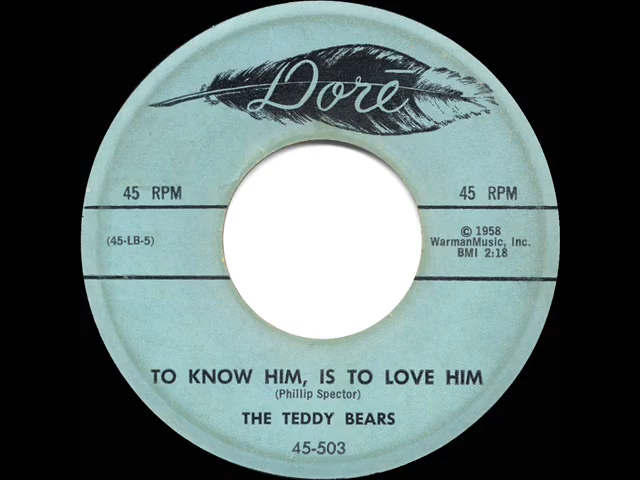 Doré
45 RPM 45 RPM
(45-LB-5)
© 1958
WarmanMusic, Inc.
BMI 2:18
TO KNOW HIM, IS TO LOVE HIM
(Phillip Spector)
THE TEDDY BEARS
45-503